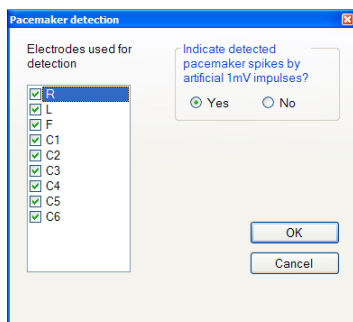 Pacemaker detection
Electrodes used for
detection
R
L
F
C1
C2
C3
C4
C5
C6
Indicate detected
pacemaker spikes by
artificial 1mV impulses?
Yes
No
OK
Cancel